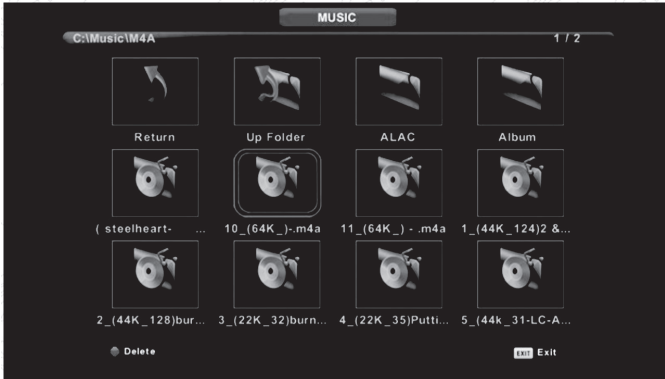 MUSIC
C:\Music\M4A 1 / 2
Return Up Folder ALAC Album
( steelheart- ... 10_(64K_)-.m4a 11_(64K_) - .m4a 1_(44K_124)2 &...
2_(44K_128)bur... 3_(22K_32)burn... 4_(22K_35)Putti... 5_(44k_31-LC-A...
Delete EXIT Exit